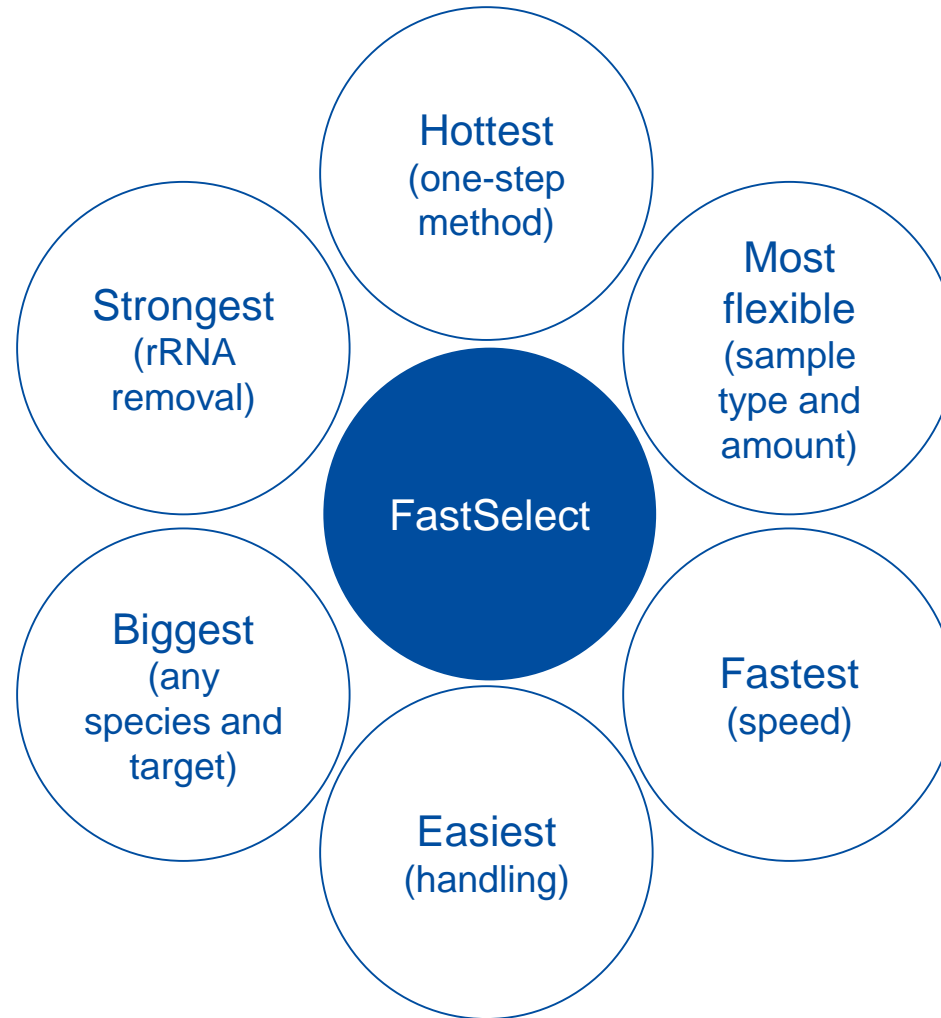 Hottest
(one-step
method)
Most
flexible
(sample
type and
amount)
Strongest
(rRNA
removal)
FastSelect
Biggest
(any
species and
target)
Fastest
(speed)
Easiest
(handling)